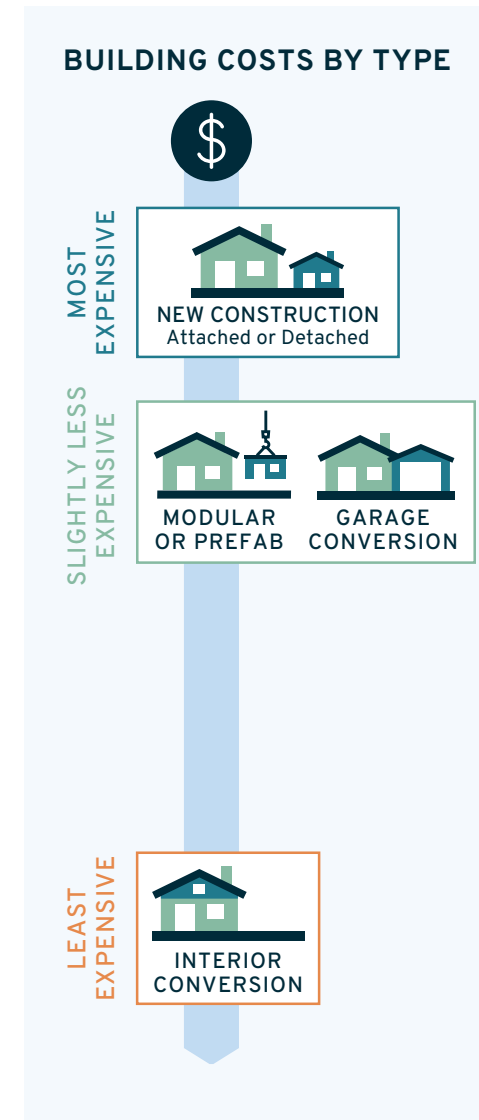 BUILDING COSTS BY TYPE
$
MOST
EXPENSIVE
NEW CONSTRUCTION
Attached or Detached
SLIGHTLY LESS
EXPENSIVE
MODULAR
OR PREFAB
GARAGE
CONVERSION
LEAST
EXPENSIVE
INTERIOR
CONVERSION